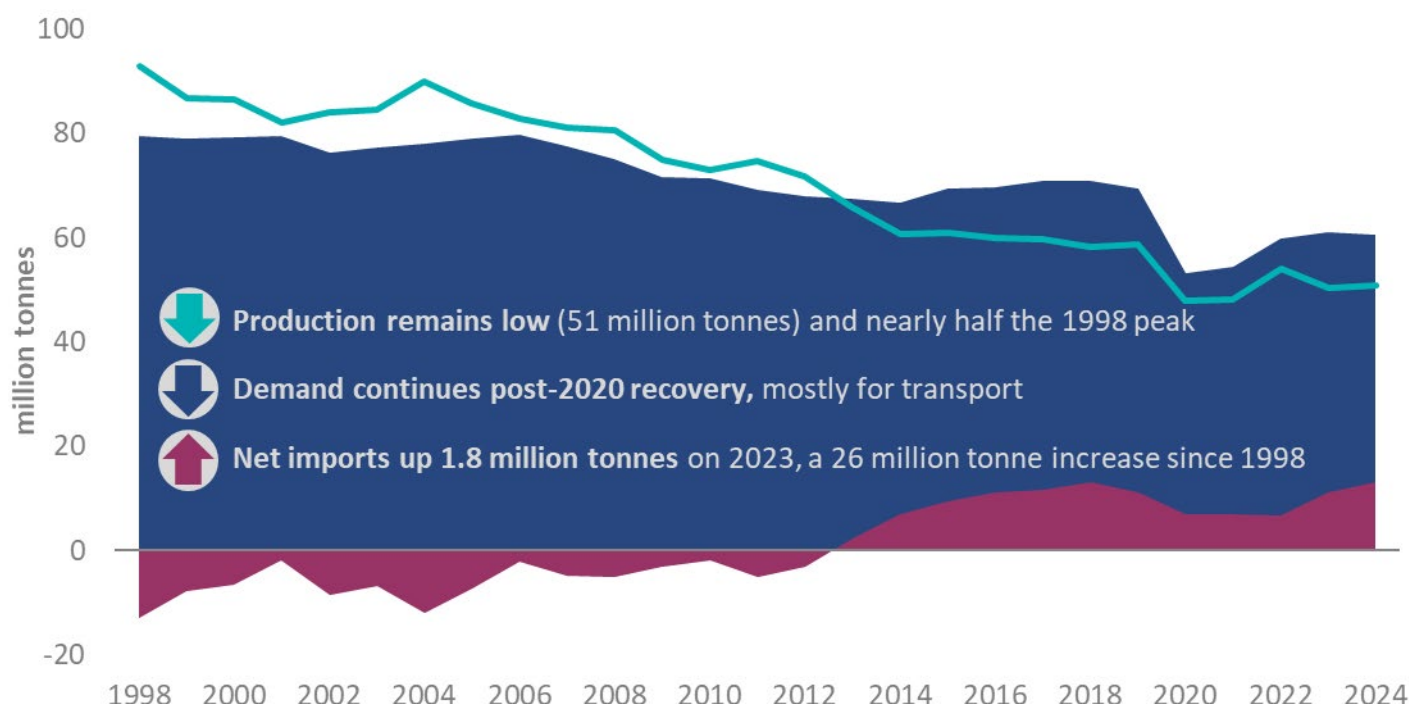 100
80
60
40
20
0
-20
million tonnes
Production remains low (51 million tonnes) and nearly half the 1998 peak
Demand continues post-2020 recovery, mostly for transport
Net imports up 1.8 million tonnes on 2023, a 26 million tonne increase since 1998
1998 2000 2002 2004 2006 2008 2010 2012 2014 2016 2018 2020 2022 2024